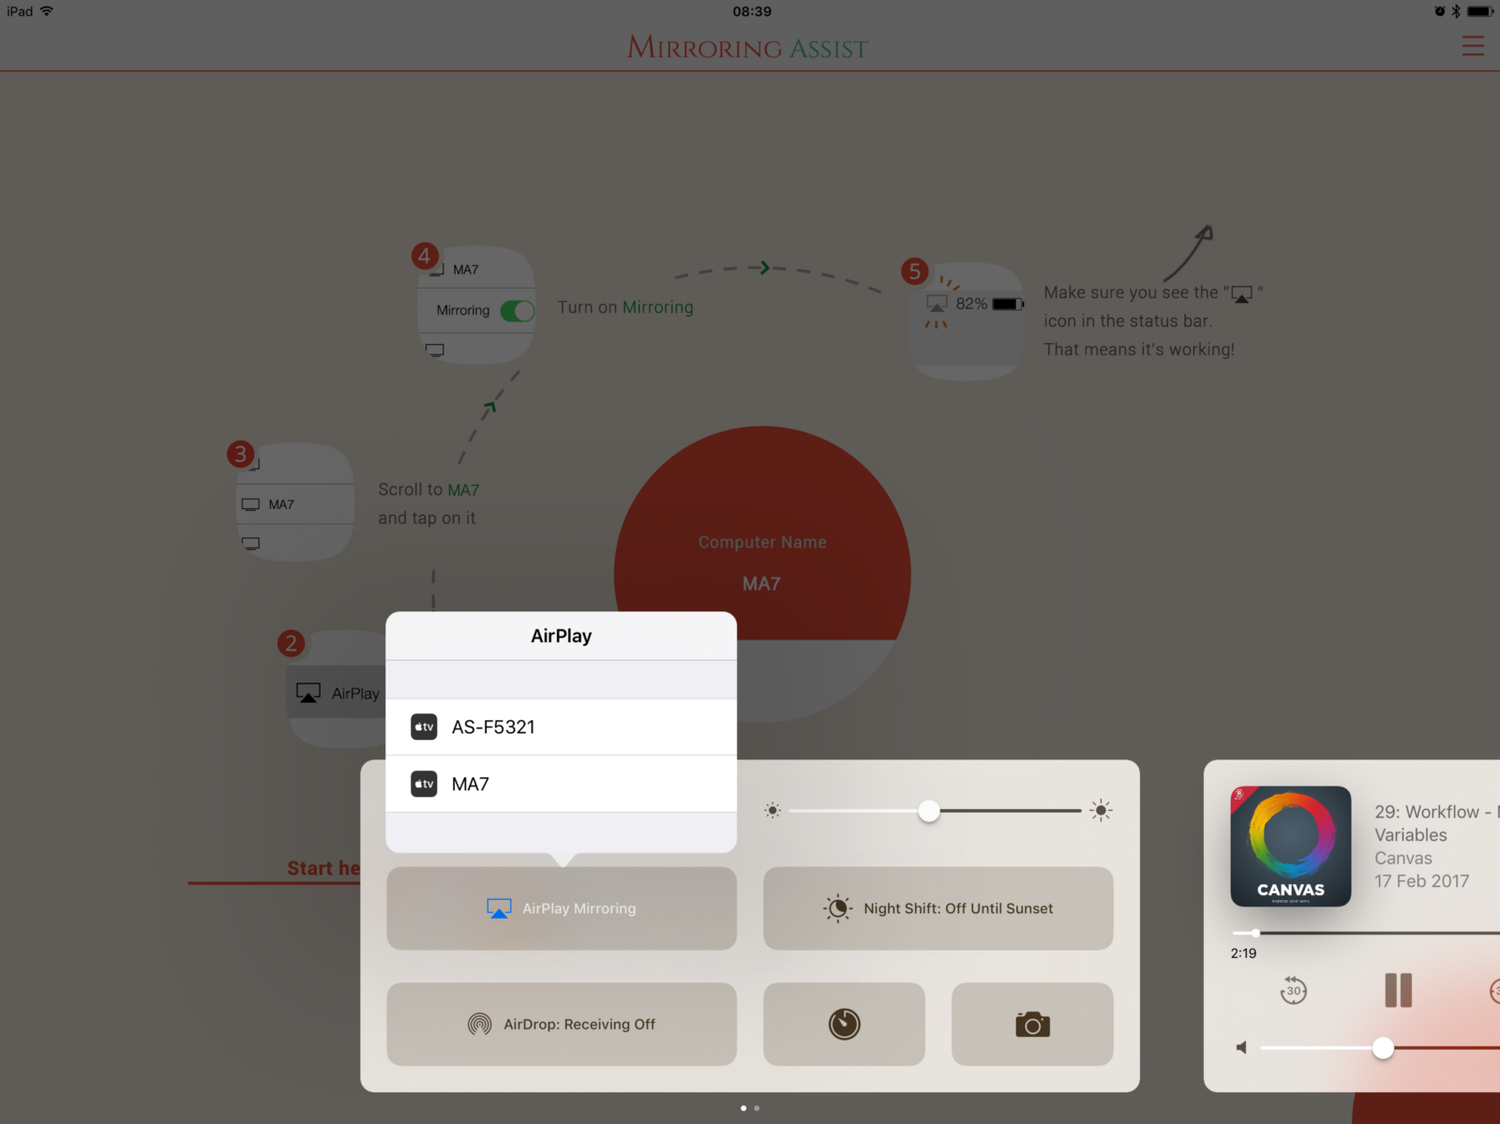 iPad
08:39
MIRRORING ASSIST
4
MA7
Mirroring
Turn on Mirroring
5
82%
Make sure you see the " "
icon in the status bar.
That means it's working!
3
MA7
Scroll to MA7
and tap on it
Computer Name
MA7
2
AirPlay
AirPlay
tv AS-F5321
tv MA7
Start he
AirPlay Mirroring
Night Shift: Off Until Sunset
AirDrop: Receiving Off
CANVAS
29: Workflow -
Variables
Canvas
17 Feb 2017
2:19
30